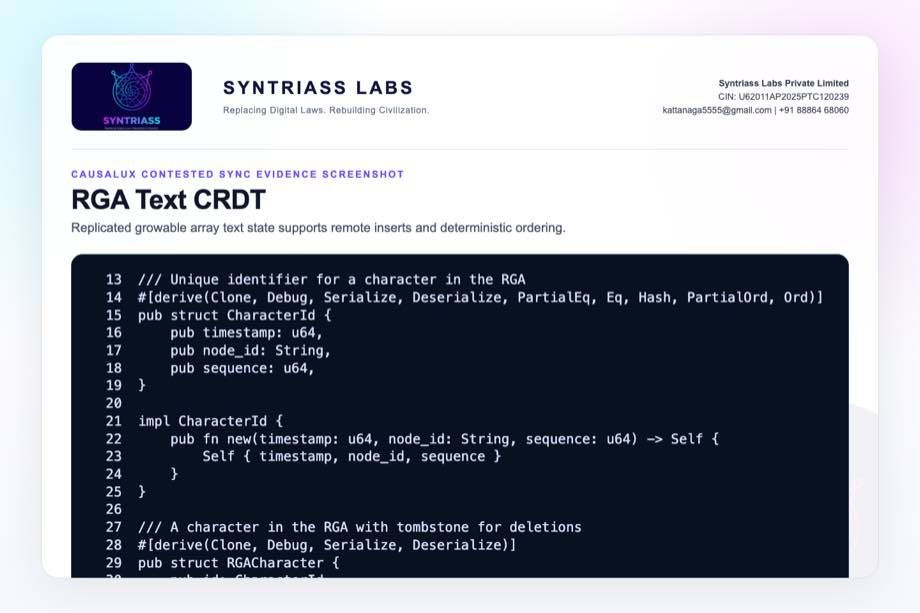 SYNTRIASS
SYNTRIASS LABS
Replacing Digital Laws. Rebuilding Civilization.
Syntriass Labs Private Limited
CIN: U62011AP2025PTC120239
kattanaga5555@gmail.com | +91 88864 68060
CAUSALUX CONTESTED SYNC EVIDENCE SCREENSHOT
RGA Text CRDT
Replicated growable array text state supports remote inserts and deterministic ordering.
13 /// Unique identifier for a character in the RGA
14 #[derive(Clone, Debug, Serialize, Deserialize, PartialEq, Eq, Hash, PartialOrd, Ord)]
15 pub struct CharacterId {
16     pub timestamp: u64,
17     pub node_id: String,
18     pub sequence: u64,
19 }
20
21 impl CharacterId {
22     pub fn new(timestamp: u64, node_id: String, sequence: u64) -> Self {
23         Self { timestamp, node_id, sequence }
24     }
25 }
26
27 /// A character in the RGA with tombstone for deletions
28 #[derive(Clone, Debug, Serialize, Deserialize)]
29 pub struct RGACharacter {